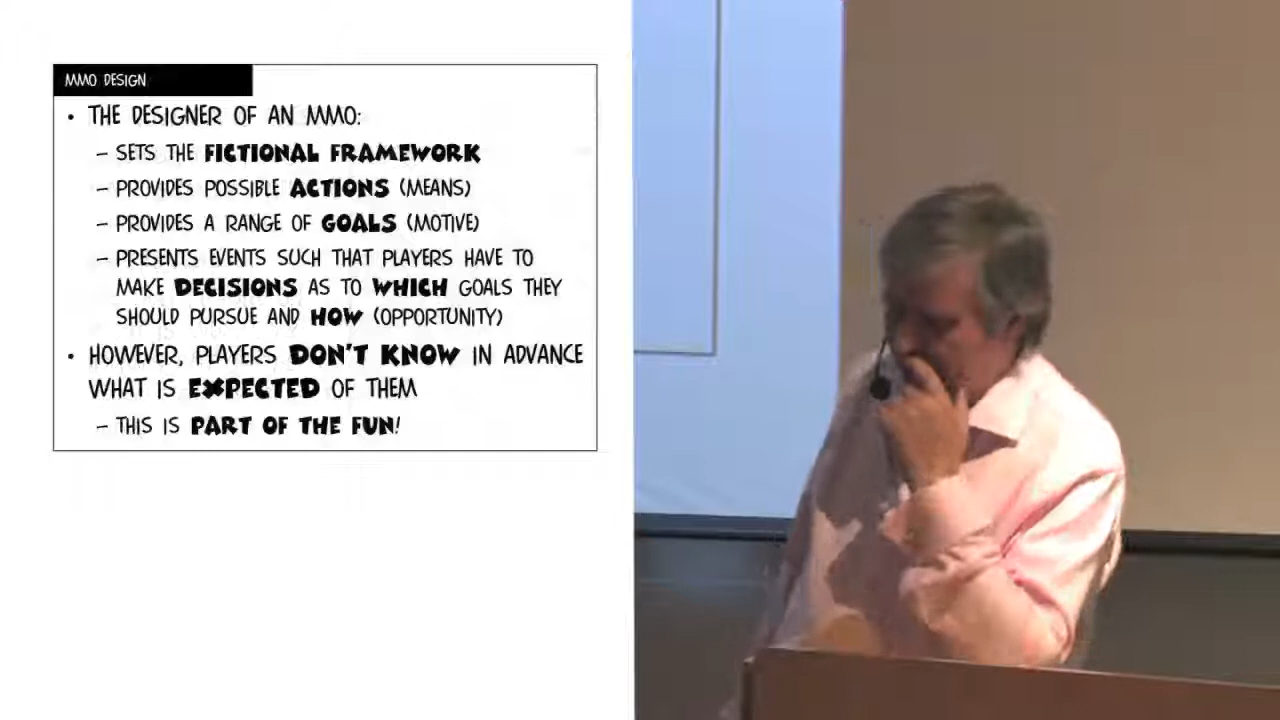 MMO DESIGN
• THE DESIGNER OF AN MMO:
– SETS THE FICTIONAL FRAMEWORK
– PROVIDES POSSIBLE ACTIONS (MEANS)
– PROVIDES A RANGE OF GOALS (MOTIVE)
– PRESENTS EVENTS SUCH THAT PLAYERS HAVE TO
MAKE DECISIONS AS TO WHICH GOALS THEY
SHOULD PURSUE AND HOW (OPPORTUNITY)
• HOWEVER, PLAYERS DON'T KNOW IN ADVANCE
WHAT IS EXPECTED OF THEM
– THIS IS PART OF THE FUN!